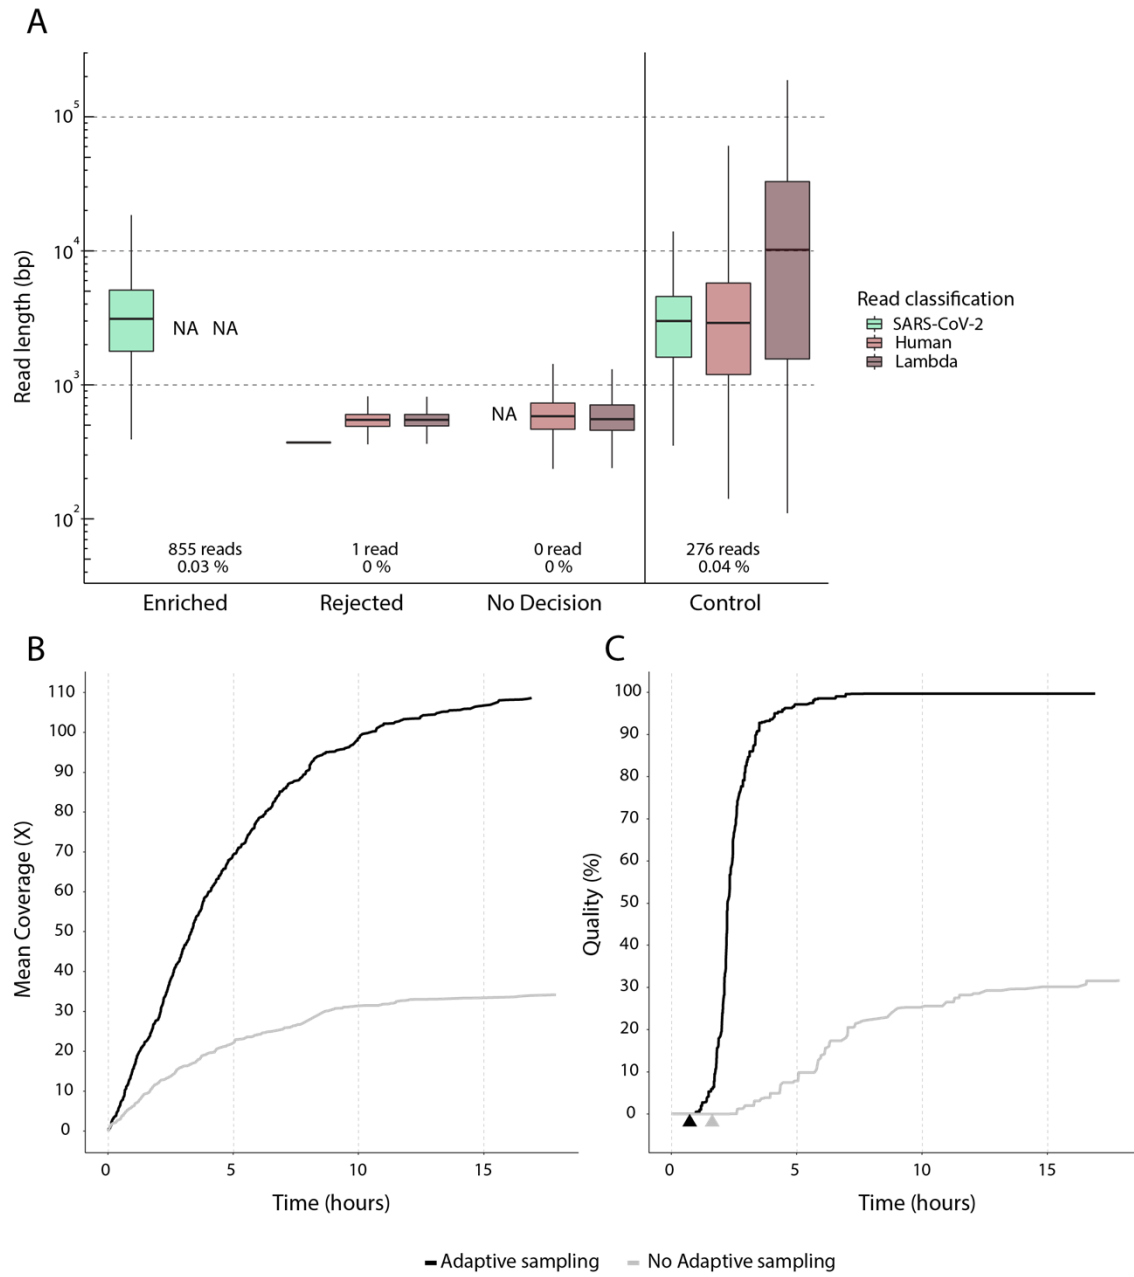 A
10^5
10^4
10^3
10^2
Read length (bp)
NA NA
NA
855 reads
0.03 %
1 read
0 %
0 read
0 %
276 reads
0.04 %
Enriched
Rejected
No Decision
Control
Read classification
SARS-CoV-2
Human
Lambda
B
110
100
90
80
70
60
50
40
30
20
10
0
Mean Coverage (X)
0 5 10 15
Time (hours)
C
100
90
80
70
60
50
40
30
20
10
0
Quality (%)
0 5 10 15
Time (hours)
Adaptive sampling
No Adaptive sampling